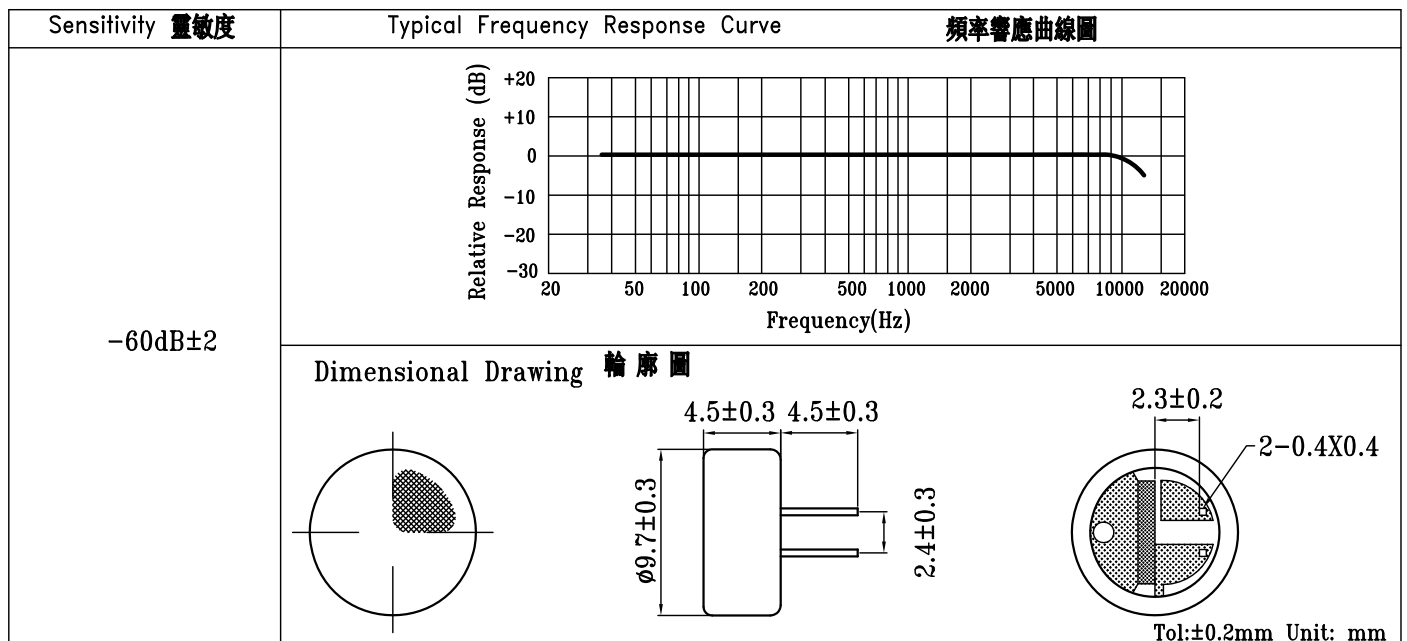 Sensitivity 靈敏度
Typical Frequency Response Curve 頻率響應曲線圖
Relative Response (dB)
+20
+10
0
-10
-20
-30
20 50 100 200 500 1000 2000 5000 10000 20000
Frequency(Hz)
-60dB±2
Dimensional Drawing 輪廓圖
4.5±0.3 4.5±0.3
ø9.7±0.3
2.4±0.3
2.3±0.2
2-0.4X0.4
Tol:±0.2mm Unit: mm